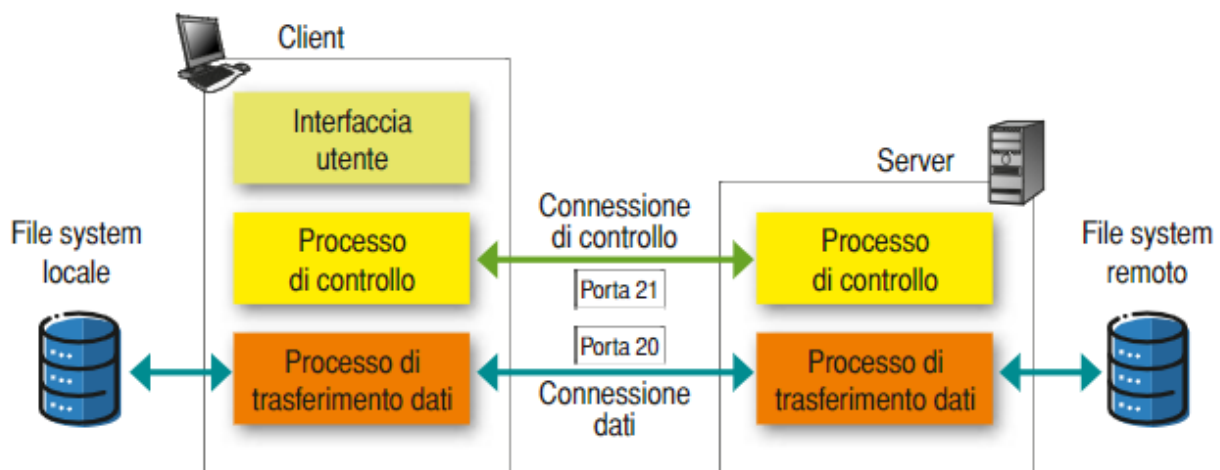 Client
Interfaccia
utente
Server
File system
locale
Processo
di controllo
Connessione
di controllo
Porta 21
Processo
di controllo
File system
remoto
Processo di
trasferimento dati
Porta 20
Connessione
dati
Processo di
trasferimento dati